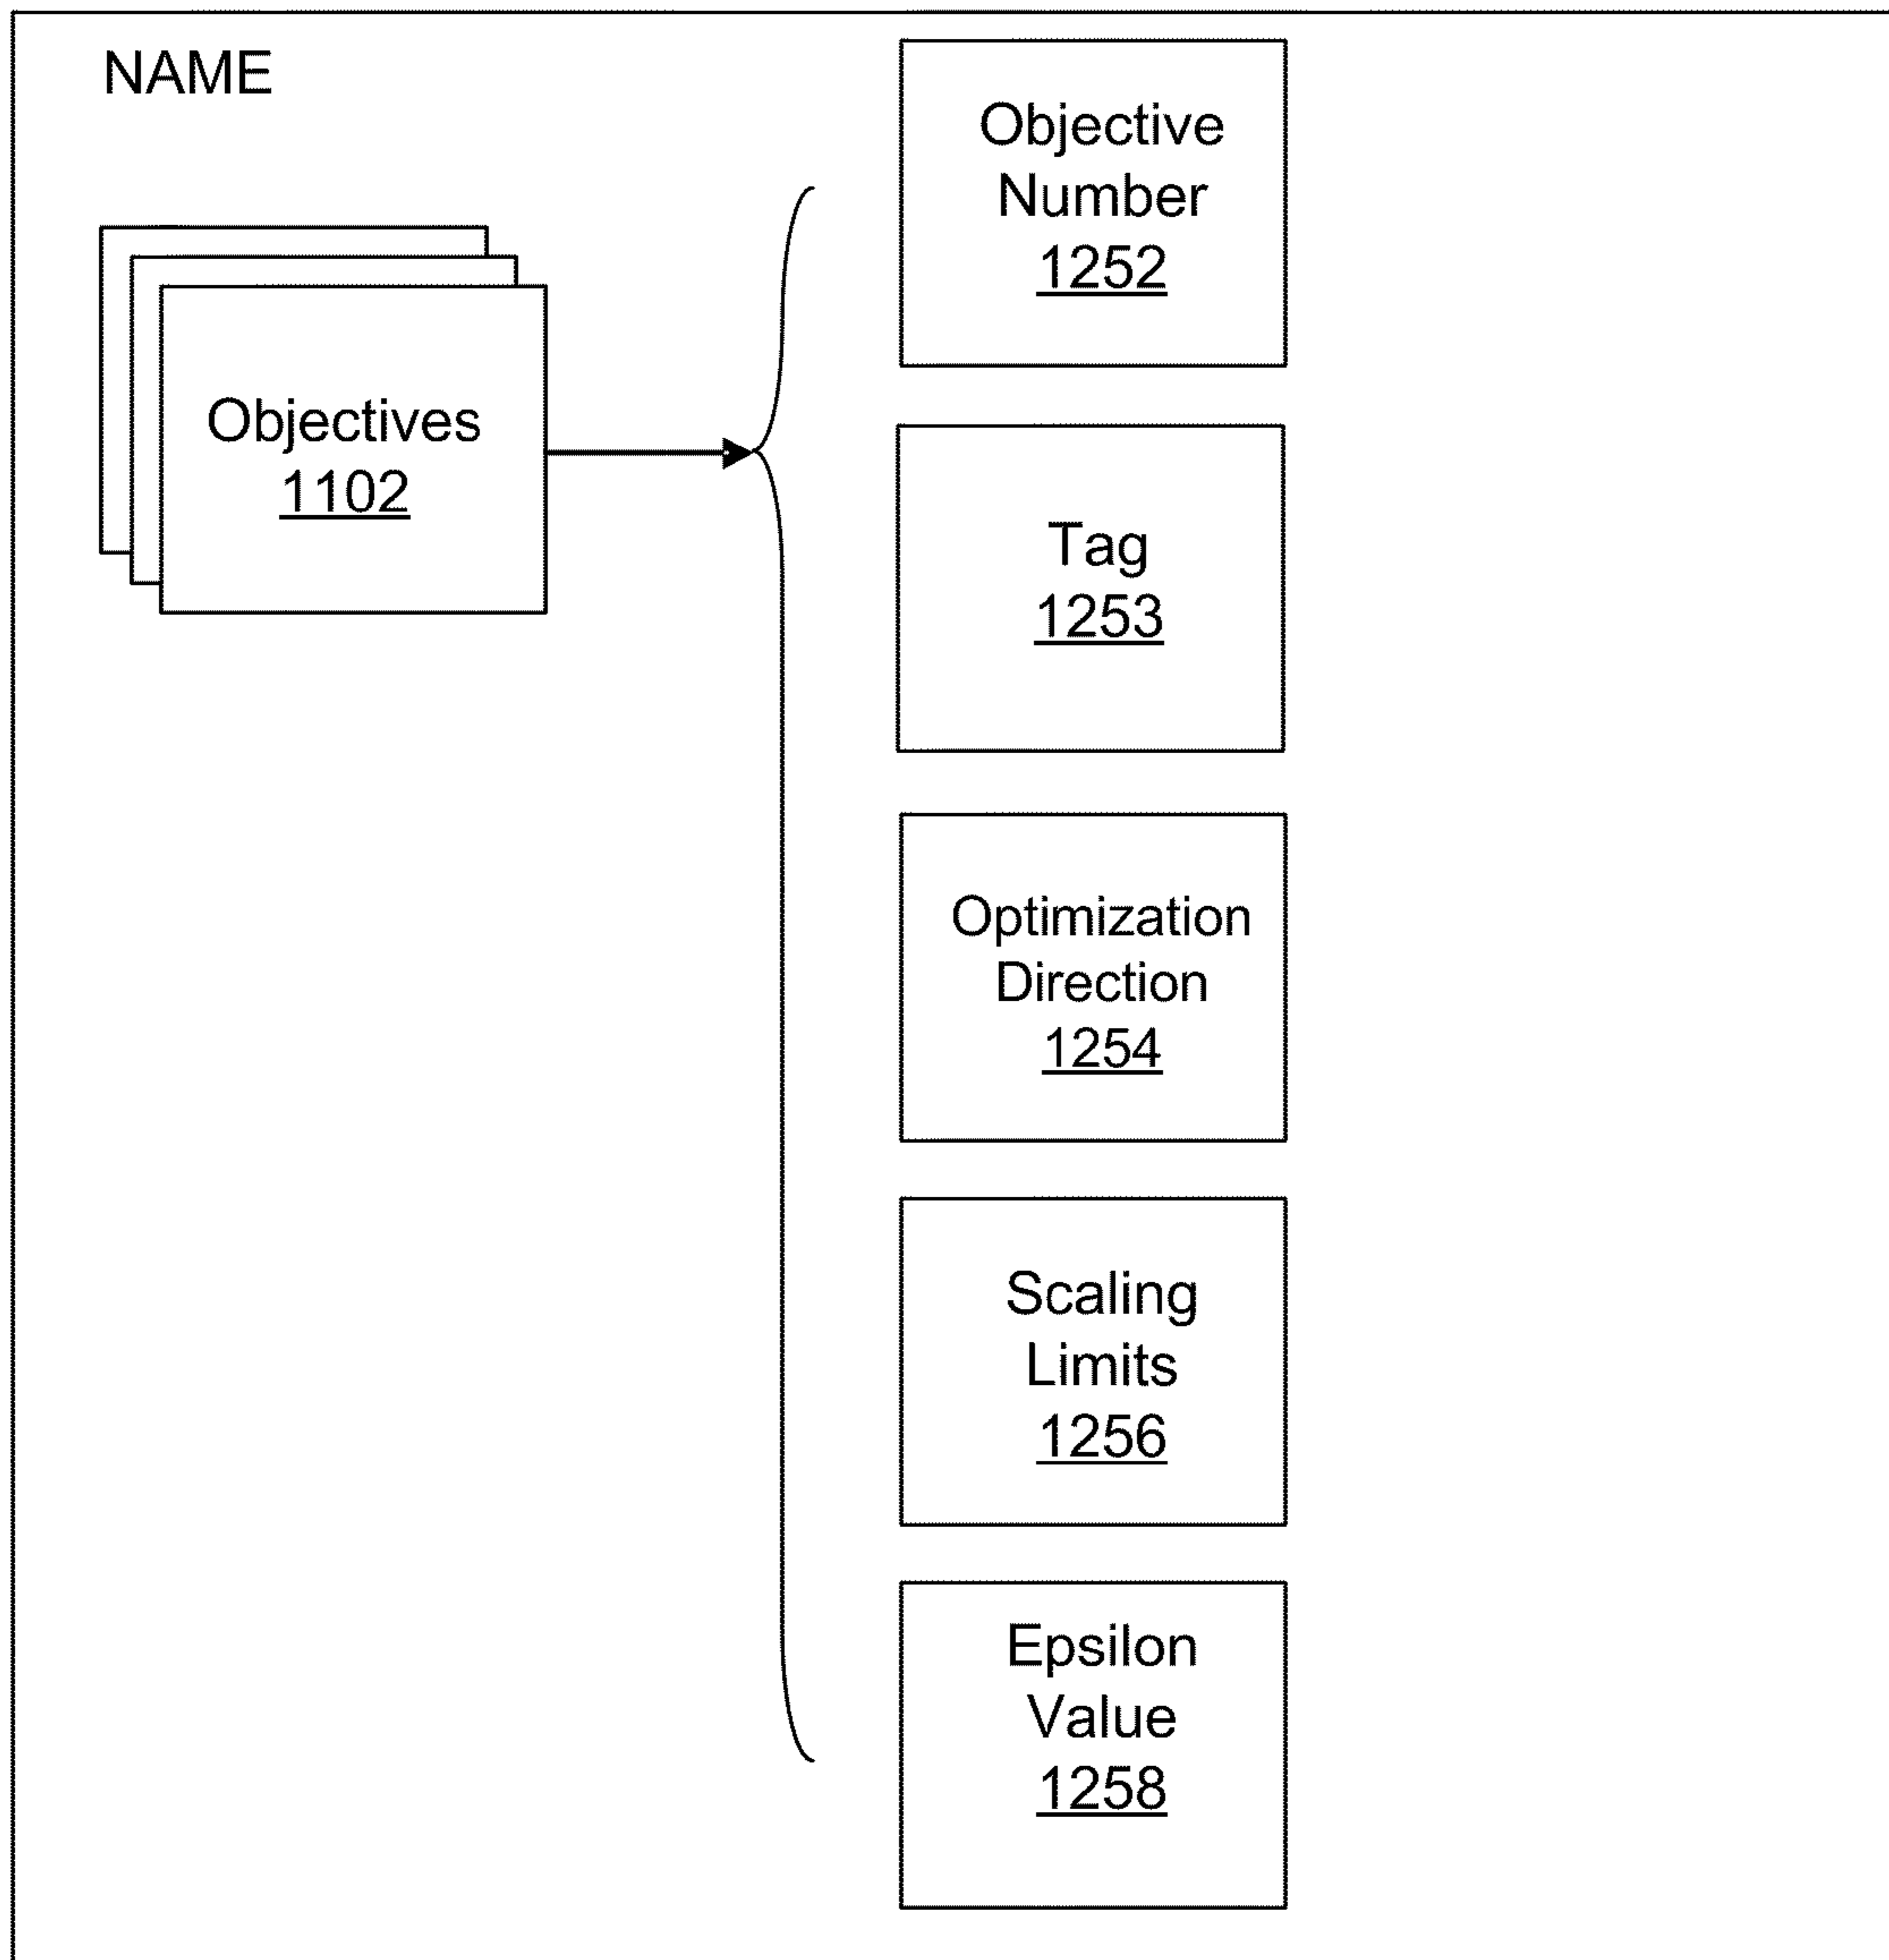 NAME
Objectives
1102
Objective
Number
1252
Tag
1253
Optimization
Direction
1254
Scaling
Limits
1256
Epsilon
Value
1258